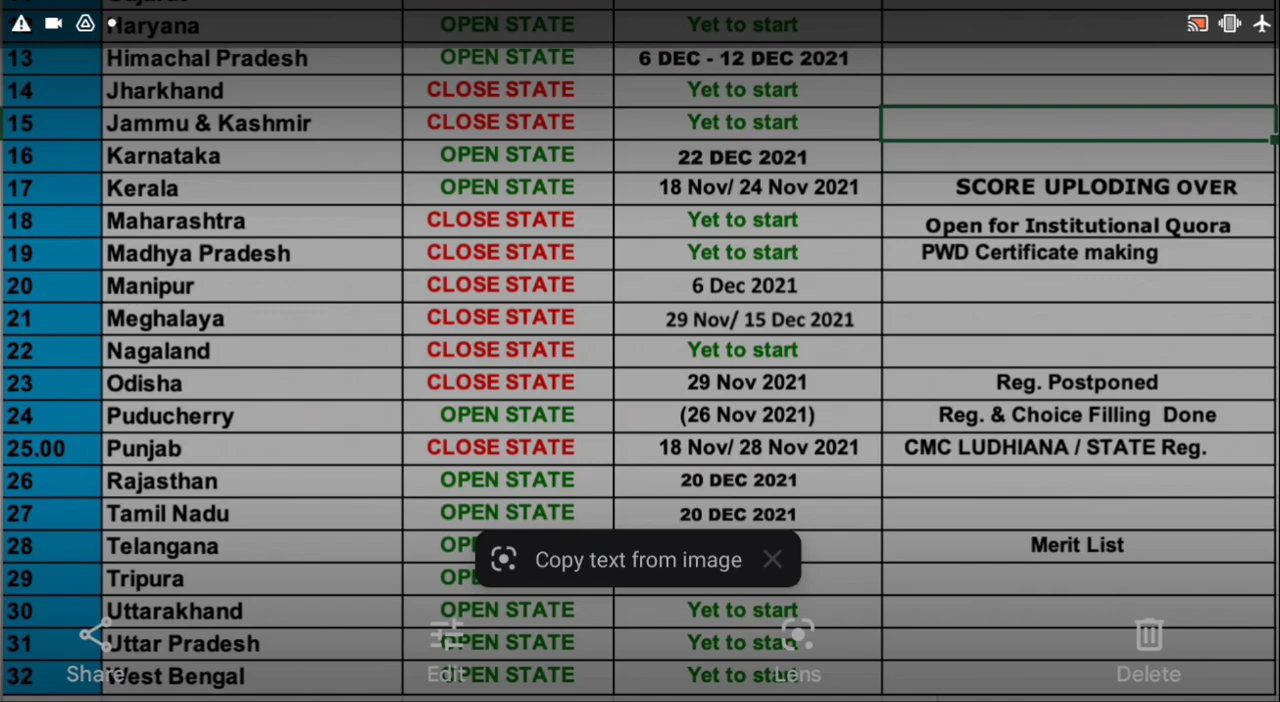 Gujarat
Haryana OPEN STATE Yet to start
13 Himachal Pradesh OPEN STATE 6 DEC - 12 DEC 2021
14 Jharkhand CLOSE STATE Yet to start
15 Jammu & Kashmir CLOSE STATE Yet to start
16 Karnataka OPEN STATE 22 DEC 2021
17 Kerala OPEN STATE 18 Nov/ 24 Nov 2021 SCORE UPLODING OVER
18 Maharashtra CLOSE STATE Yet to start Open for Institutional Quora
19 Madhya Pradesh CLOSE STATE Yet to start PWD Certificate making
20 Manipur CLOSE STATE 6 Dec 2021
21 Meghalaya CLOSE STATE 29 Nov/ 15 Dec 2021
22 Nagaland CLOSE STATE Yet to start
23 Odisha CLOSE STATE 29 Nov 2021 Reg. Postponed
24 Puducherry OPEN STATE (26 Nov 2021) Reg. & Choice Filling Done
25.00 Punjab CLOSE STATE 18 Nov/ 28 Nov 2021 CMC LUDHIANA / STATE Reg.
26 Rajasthan OPEN STATE 20 DEC 2021
27 Tamil Nadu OPEN STATE 20 DEC 2021
28 Telangana OP Merit List
Copy text from image
29 Tripura OPE
30 Uttarakhand OPEN STATE Yet to start
31 Uttar Pradesh OPEN STATE Yet to start
32 West Bengal OPEN STATE Yet to start
Share Edit Lens Delete